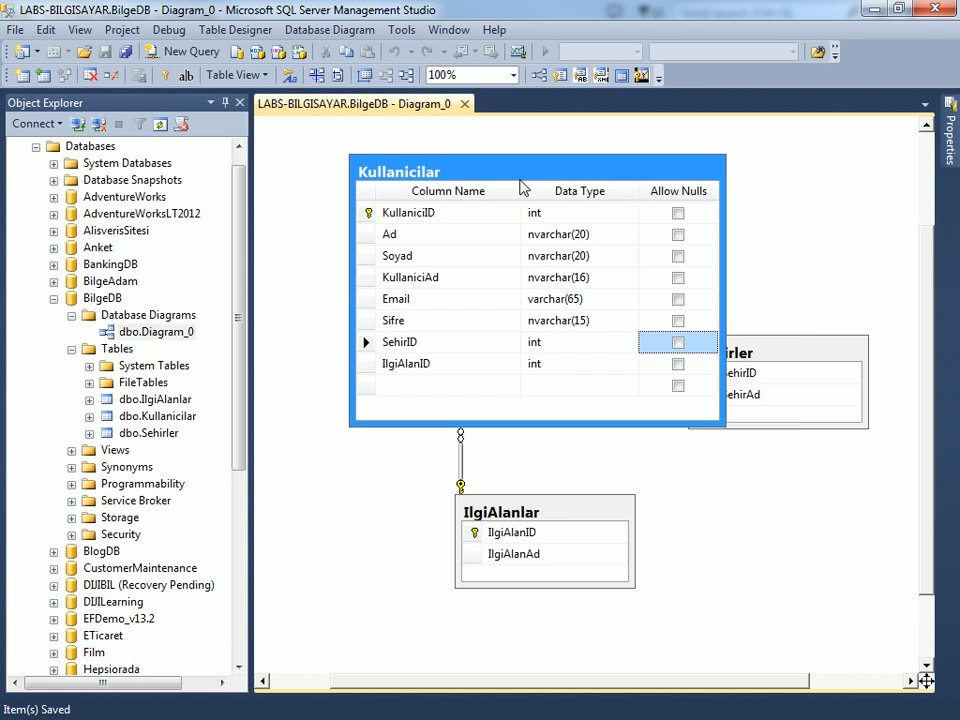 LABS-BILGISAYAR.BilgeDB - Diagram_0 - Microsoft SQL Server Management Studio
File Edit View Project Debug Table Designer Database Diagram Tools Window Help
New Query
Table View 100%
Object Explorer
Connect
Databases
System Databases
Database Snapshots
AdventureWorks
AdventureWorksLT2012
AlisverisSitesi
Anket
BankingDB
BilgeAdam
BilgeDB
Database Diagrams
dbo.Diagram_0
Tables
System Tables
FileTables
dbo.IlgiAlanlar
dbo.Kullanicilar
dbo.Sehirler
Views
Synonyms
Programmability
Service Broker
Storage
Security
BlogDB
CustomerMaintenance
DIJIBIL (Recovery Pending)
DIJILearning
EFDemo_v13.2
ETicaret
Film
Hepsiorada
LABS-BILGISAYAR.BilgeDB - Diagram_0
Kullanicilar
Column Name Data Type Allow Nulls
KullaniciID int
Ad nvarchar(20)
Soyad nvarchar(20)
KullaniciAd nvarchar(16)
Email varchar(65)
Sifre nvarchar(15)
SehirID int
IlgiAlanID int
irler
ehirID
ehirAd
IlgiAlanlar
IlgiAlanID
IlgiAlanAd
Properties
Item(s) Saved